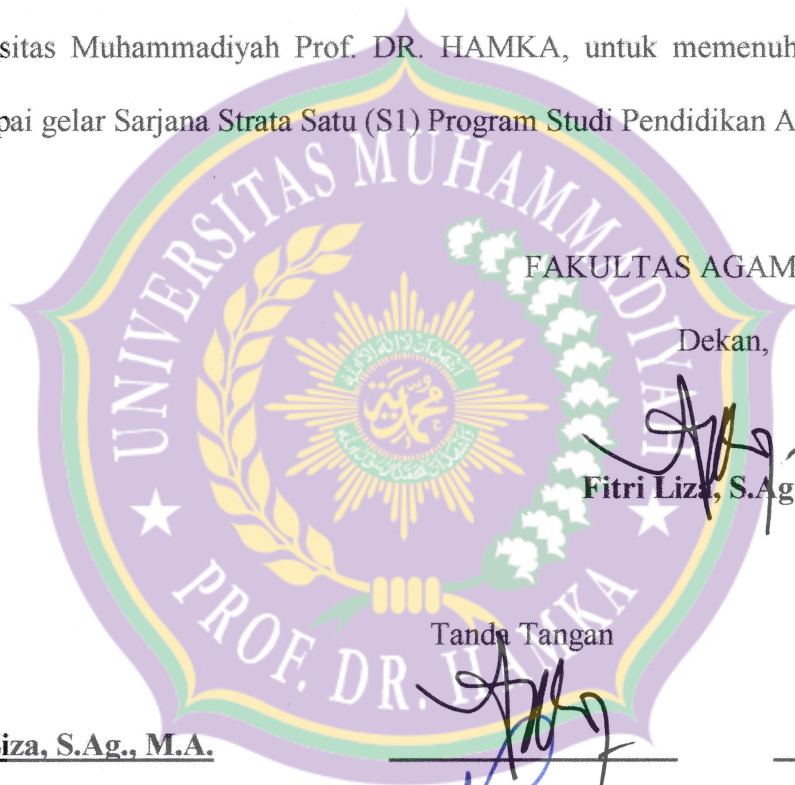 sitas Muhammadiyah Prof. DR. HAMKA, untuk memenuh
pai gelar Sarjana Strata Satu (S1) Program Studi Pendidikan A
UNIVERSITAS MUHAMMADIYAH
FAKULTAS AGAM
Dekan,
محمدية
Fitri Liza, S.Ag
PROF. DR. HAMKA
Tanda Tangan
iza, S.Ag., M.A.